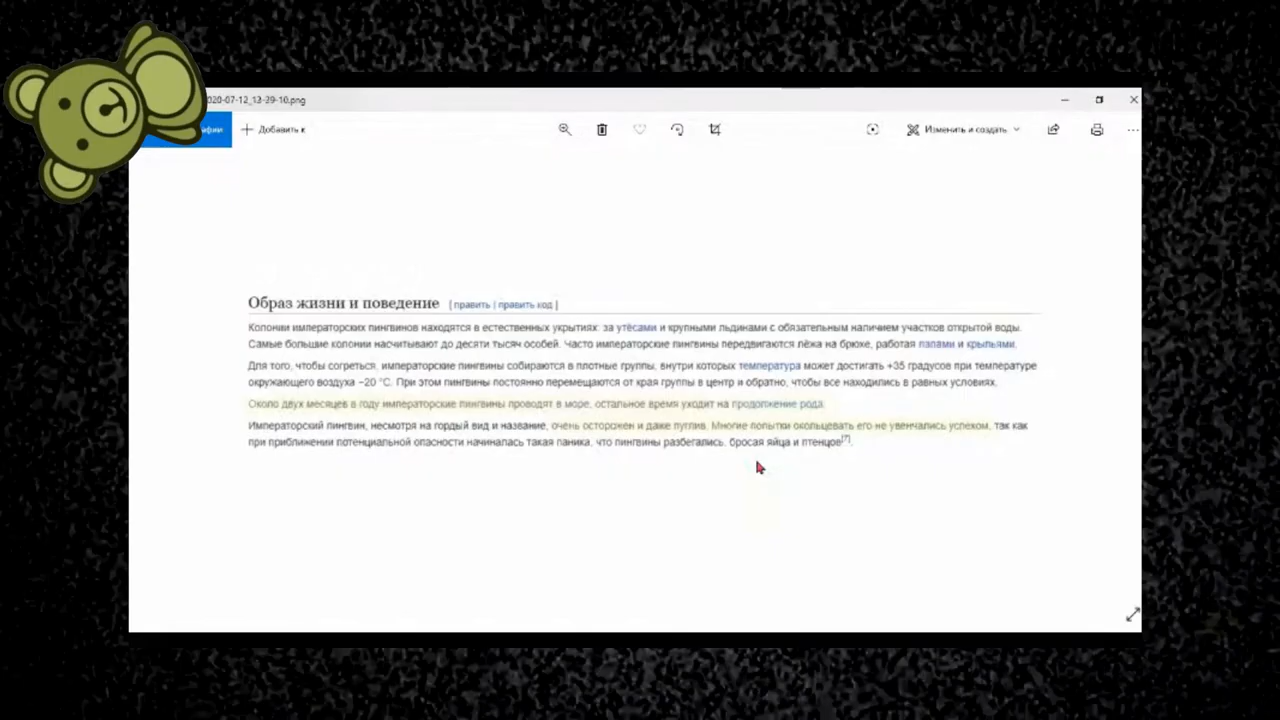 020-07-12_13-29-10.png
афии
Добавить к
Изменить и создать
Образ жизни и поведение [ править | править код ]
Колонии императорских пингвинов находятся в естественных укрытиях: за утёсами и крупными льдинами с обязательным наличием участков открытой воды.
Самые большие колонии насчитывают до десяти тысяч особей. Часто императорские пингвины передвигаются лёжа на брюхе, работая лапами и крыльями.
Для того, чтобы согреться, императорские пингвины собираются в плотные группы, внутри которых температура может достигать +35 градусов при температуре
окружающего воздуха −20 °C. При этом пингвины постоянно перемещаются от края группы в центр и обратно, чтобы все находились в равных условиях.
Около двух месяцев в году императорские пингвины проводят в море, остальное время уходит на продолжение рода.
Императорский пингвин, несмотря на гордый вид и название, очень осторожен и даже пуглив. Многие попытки окольцевать его не увенчались успехом, так как
при приближении потенциальной опасности начиналась такая паника, что пингвины разбегались, бросая яйца и птенцов[7].